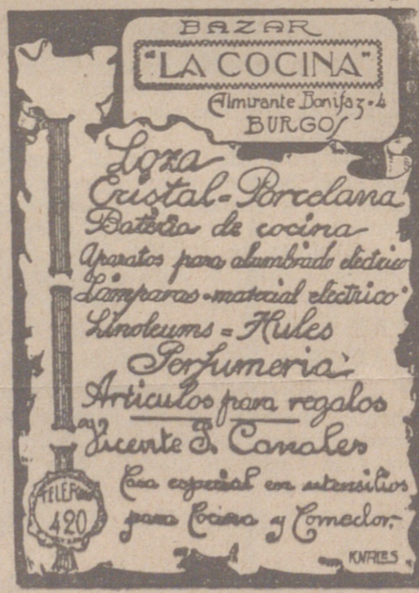 BAZAR
"LA COCINA"
Almirante Bonifaz-4
BURGOS
Loza
Cristal=Porcelana
Batería de cocina
Aparatos para alumbrado eléctrico
Lámparas=material eléctrico
Linoleums=Hules
Perfumería
Artículos para regalos
Vicente S. Canales
Casa especial en utensilios
para Cocina y Comedor.
TELÉFONO
420